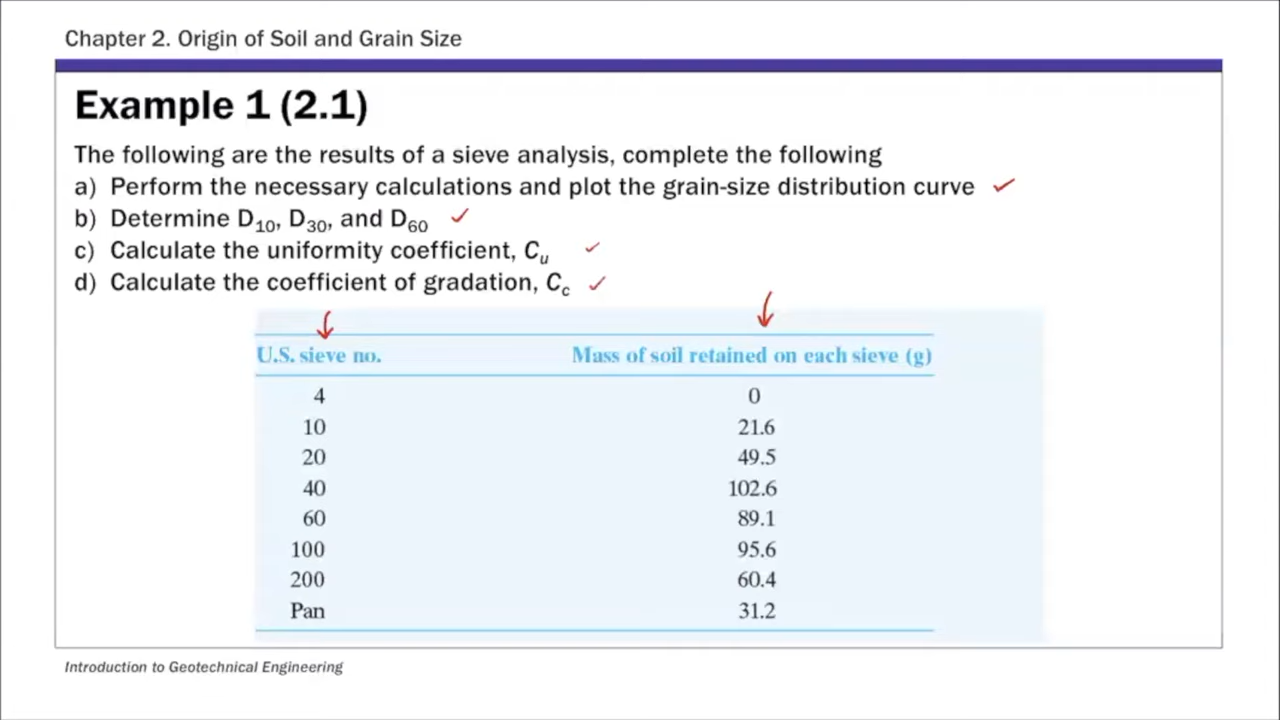 Chapter 2. Origin of Soil and Grain Size
Example 1 (2.1)
The following are the results of a sieve analysis, complete the following
a) Perform the necessary calculations and plot the grain-size distribution curve
b) Determine D10, D30, and D60
c) Calculate the uniformity coefficient, Cu
d) Calculate the coefficient of gradation, Cc
U.S. sieve no. Mass of soil retained on each sieve (g)
4 0
10 21.6
20 49.5
40 102.6
60 89.1
100 95.6
200 60.4
Pan 31.2
Introduction to Geotechnical Engineering